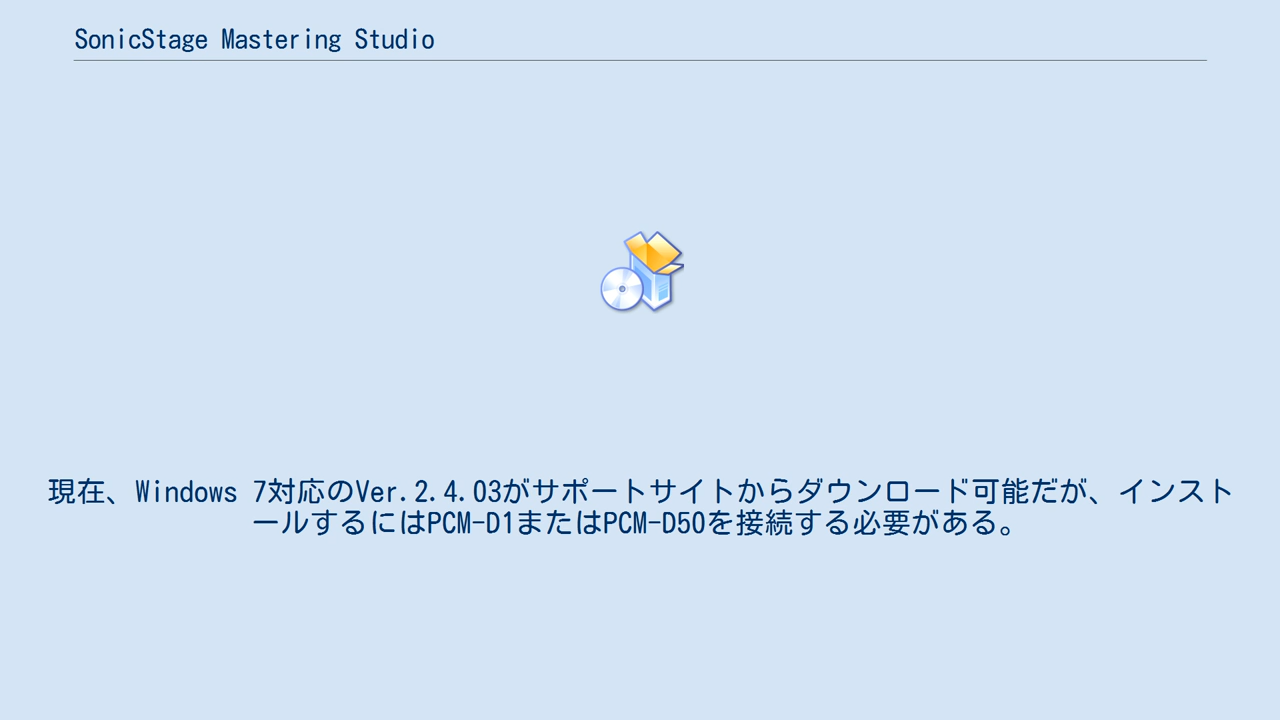 SonicStage Mastering Studio
現在、Windows 7対応のVer.2.4.03がサポートサイトからダウンロード可能だが、インスト
ールするにはPCM-D1またはPCM-D50を接続する必要がある。